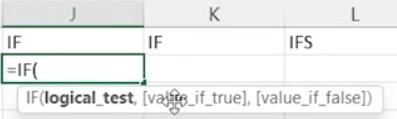 J K L
IF IF IFS
=IF(
IF(logical_test, [value_if_true], [value_if_false])